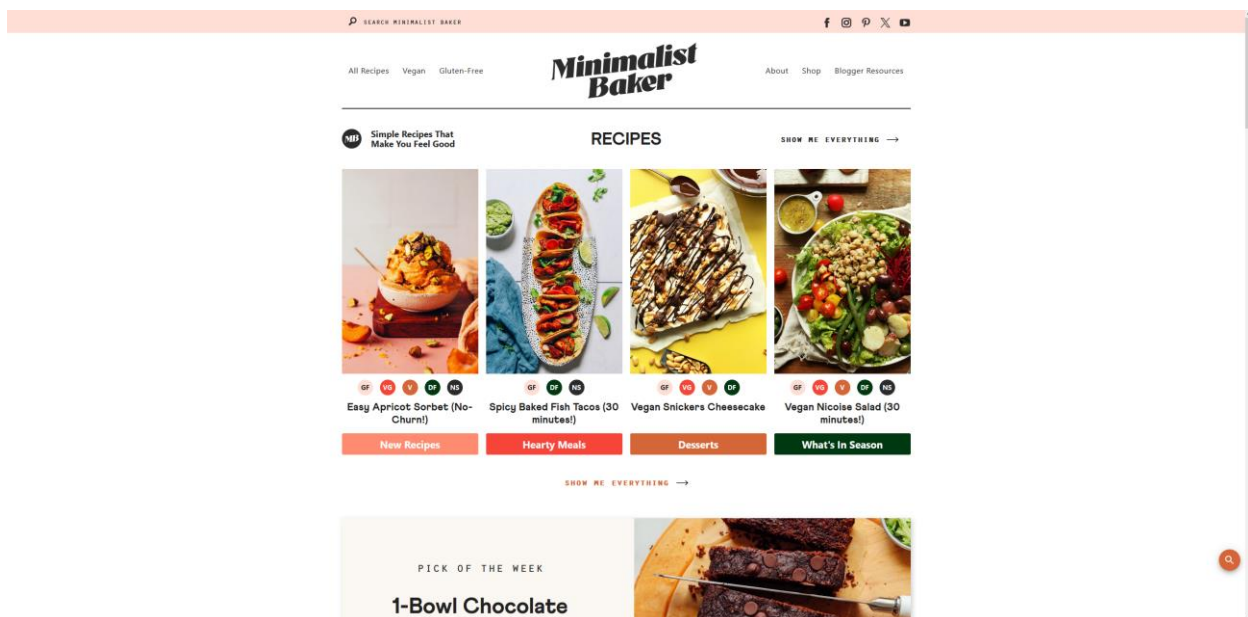 SEARCH MINIMALIST BAKER
All Recipes Vegan Gluten-Free
Minimalist
Baker
About Shop Blogger Resources
MB
Simple Recipes That
Make You Feel Good
RECIPES
SHOW ME EVERYTHING →
GF VG V DF NS
Easy Apricot Sorbet (No-
Churn!)
New Recipes
GF DF NS
Spicy Baked Fish Tacos (30
minutes!)
Hearty Meals
GF VG V DF
Vegan Snickers Cheesecake
Desserts
GF VG V DF NS
Vegan Nicoise Salad (30
minutes!)
What's In Season
SHOW ME EVERYTHING →
PICK OF THE WEEK
1-Bowl Chocolate